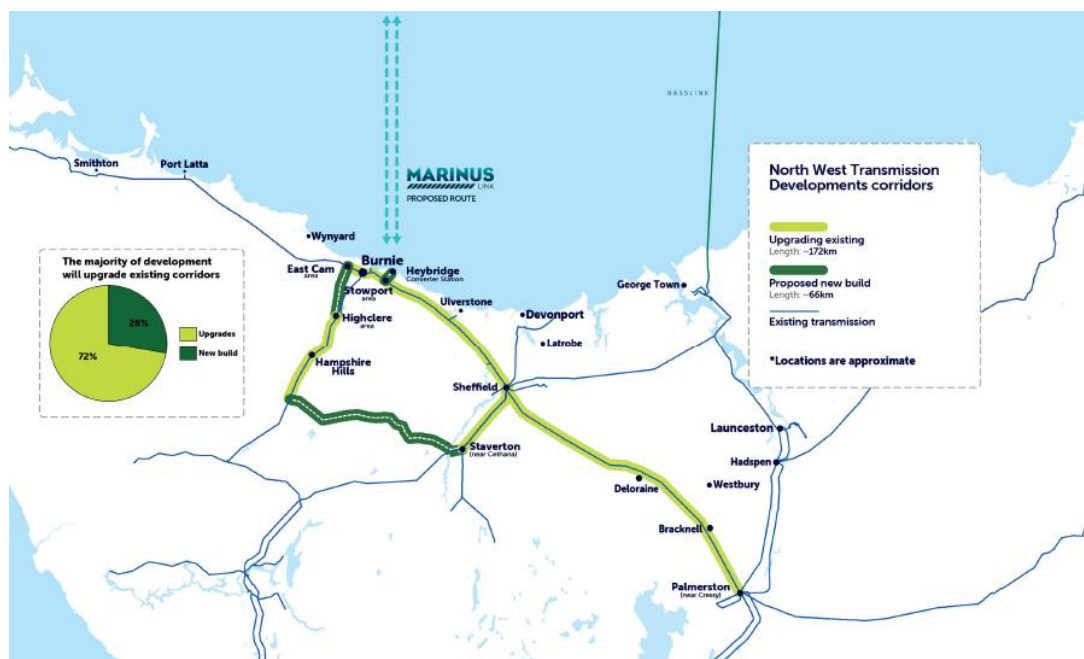 BASSLINK
Smithton
Port Latta
MARINUS
LINK
PROPOSED ROUTE
North West Transmission
Developments corridors
Upgrading existing
Length: ~172km
Proposed new build
Length: ~66km
Existing transmission
*Locations are approximate
Wynyard
The majority of development
will upgrade existing corridors
28%
72%
Upgrades
New build
Burnie
East Cam
area
Heybridge
Converter Station
Stowport
area
Ulverstone
George Town
Highclere
area
Devonport
Latrobe
Hampshire
Hills
Sheffield
Launceston
Staverton
(near Cethana)
Hadspen
Deloraine
Westbury
Bracknell
Palmerston
(near Cressy)